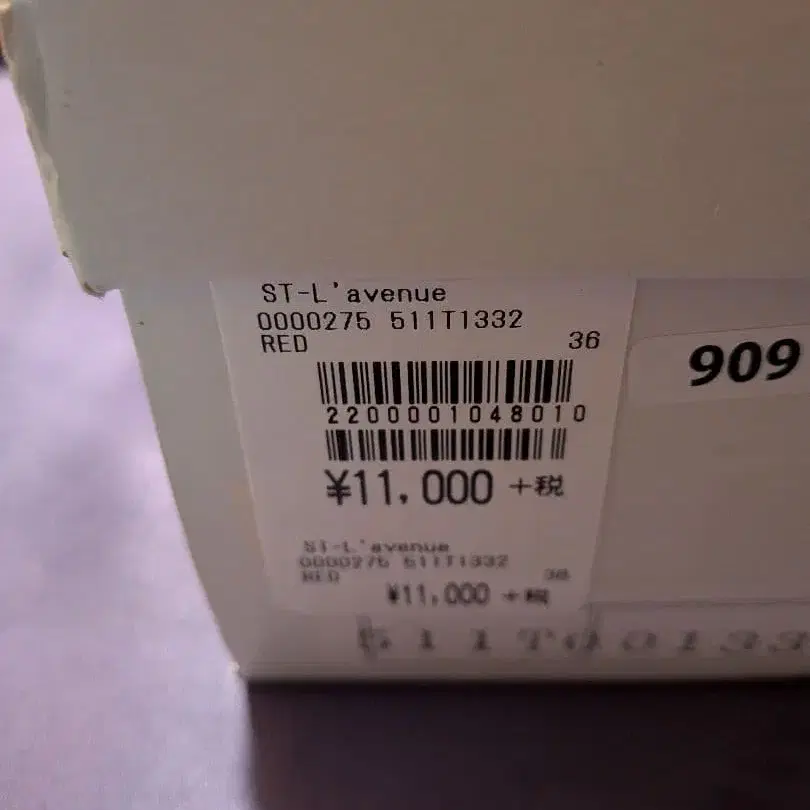 ST-L'avenue
0000275 511T1332
RED 36
909
2200001048010
¥11,000 +税
ST-L'avenue
0000275 511T1332
RED 36
¥11,000 +税